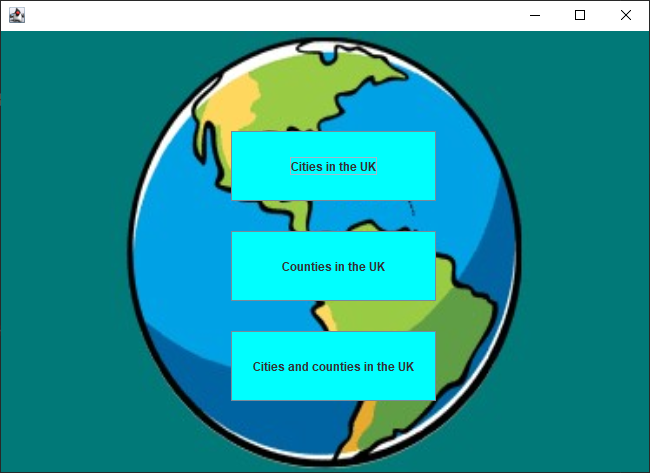 Cities in the UK
Counties in the UK
Cities and counties in the UK